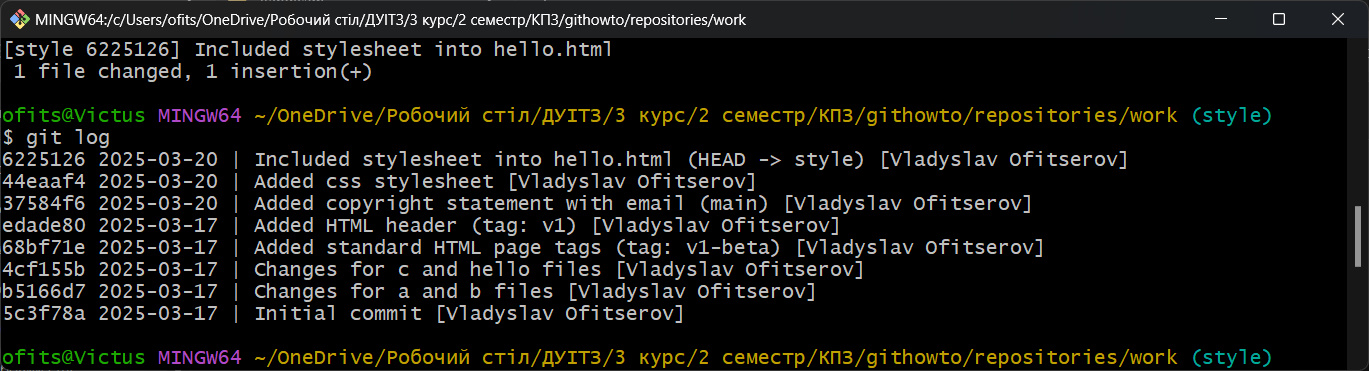 MINGW64:/c/Users/ofits/OneDrive/Робочий стіл/ДУІТЗ/3 курс/2 семестр/КПЗ/githowto/repositories/work
[style 6225126] Included stylesheet into hello.html
 1 file changed, 1 insertion(+)
ofits@Victus MINGW64 ~/OneDrive/Робочий стіл/ДУІТЗ/3 курс/2 семестр/КПЗ/githowto/repositories/work (style)
$ git log
6225126 2025-03-20 | Included stylesheet into hello.html (HEAD -> style) [Vladyslav Ofitserov]
44eaaf4 2025-03-20 | Added css stylesheet [Vladyslav Ofitserov]
37584f6 2025-03-20 | Added copyright statement with email (main) [Vladyslav Ofitserov]
edade80 2025-03-17 | Added HTML header (tag: v1) [Vladyslav Ofitserov]
68bf71e 2025-03-17 | Added standard HTML page tags (tag: v1-beta) [Vladyslav Ofitserov]
4cf155b 2025-03-17 | Changes for c and hello files [Vladyslav Ofitserov]
b5166d7 2025-03-17 | Changes for a and b files [Vladyslav Ofitserov]
5c3f78a 2025-03-17 | Initial commit [Vladyslav Ofitserov]
ofits@Victus MINGW64 ~/OneDrive/Робочий стіл/ДУІТЗ/3 курс/2 семестр/КПЗ/githowto/repositories/work (style)